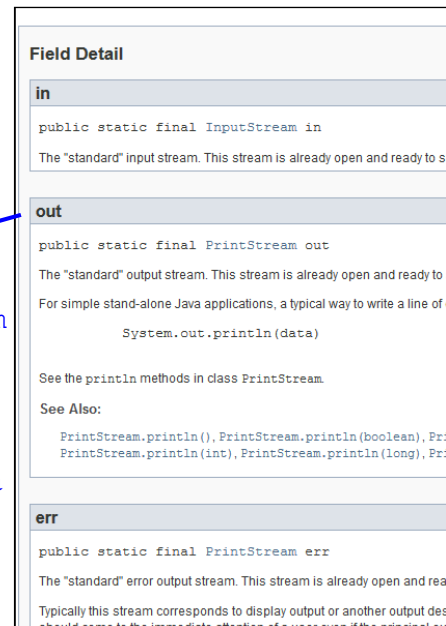 Field Detail
in
public static final InputStream in
The "standard" input stream. This stream is already open and ready to s
out
public static final PrintStream out
The "standard" output stream. This stream is already open and ready to
For simple stand-alone Java applications, a typical way to write a line of
n
System.out.println(data)
See the println methods in class PrintStream.
See Also:
PrintStream.println(), PrintStream.println(boolean), Pri
PrintStream.println(int), PrintStream.println(long), Pri
err
public static final PrintStream err
The "standard" error output stream. This stream is already open and rea
Typically this stream corresponds to display output or another output des